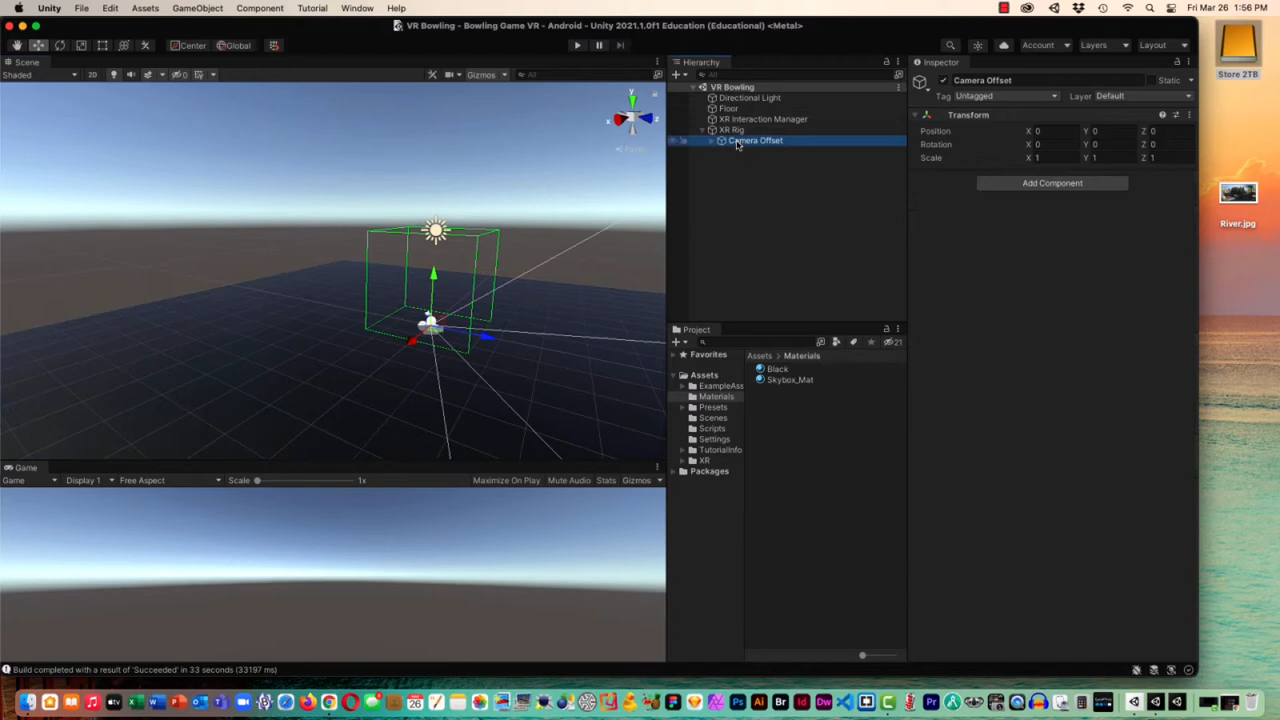 Unity File Edit Assets GameObject Component Tutorial Window Help Fri Mar 26 1:56 PM
VR Bowling - Bowling Game VR - Android - Unity 2021.1.0f1 Education (Educational) <Metal>
Center Global Account Layers Layout
Scene
Shaded 2D 0 Gizmos All
y
x
z
Hierarchy
All
VR Bowling
Directional Light
Floor
XR Interaction Manager
XR Rig
Camera Offset
Inspector
Camera Offset Static
Tag Untagged Layer Default
Transform
Position X 0 Y 0 Z 0
Rotation X 0 Y 0 Z 0
Scale X 1 Y 1 Z 1
Add Component
Project
21
Favorites
Assets
ExampleAss
Materials
Presets
Scenes
Scripts
Settings
TutorialInfo
XR
Packages
Assets Materials
Black
Skybox_Mat
Game
Game Display 1 Free Aspect Scale 1x Maximize On Play Mute Audio Stats Gizmos
Build completed with a result of 'Succeeded' in 33 seconds (33197 ms)
Store 2TB
River.jpg